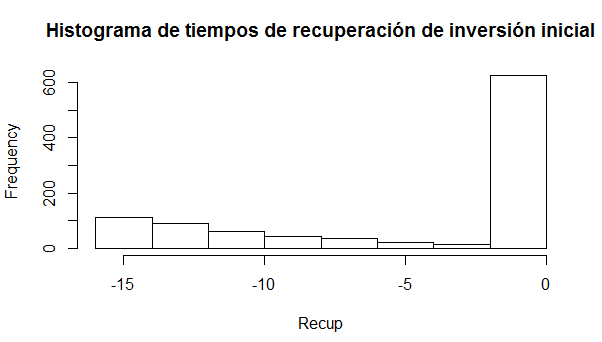 Histograma de tiempos de recuperación de inversión inicial
Frequency
600
400
200
0
-15 -10 -5 0
Recup